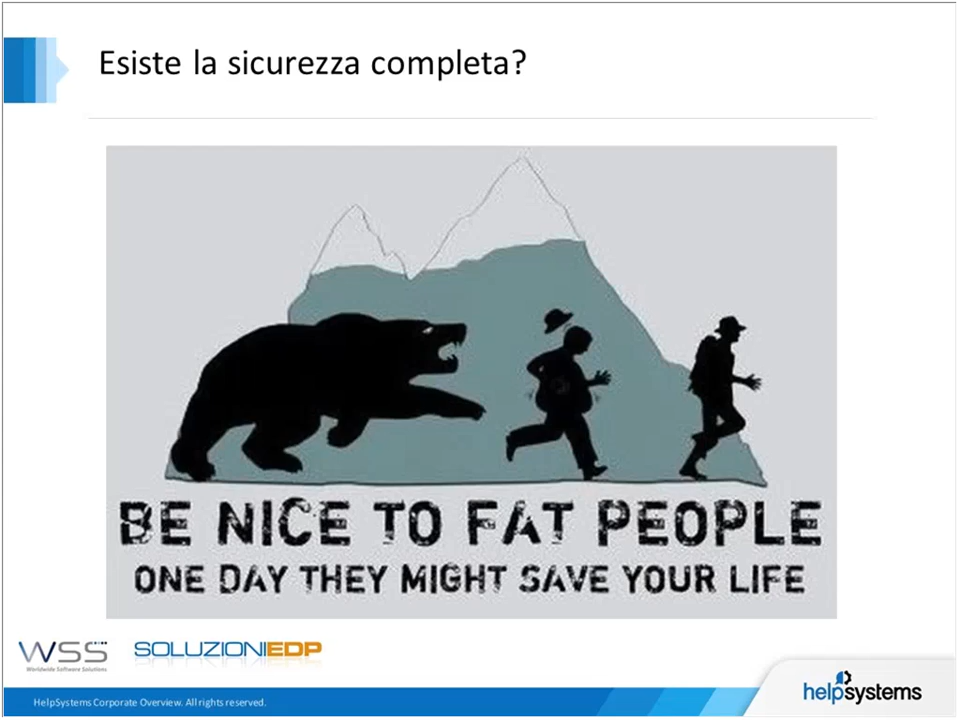 Esiste la sicurezza completa?
BE NICE TO FAT PEOPLE
ONE DAY THEY MIGHT SAVE YOUR LIFE
WSS
Worldwide Software Solutions
SOLUZIONIEDP
HelpSystems Corporate Overview. All rights reserved.
helpsystems